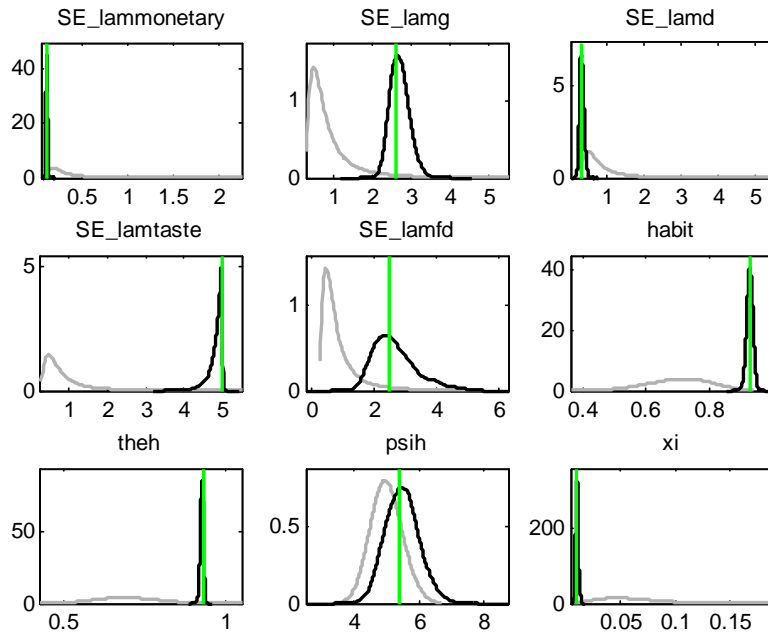 SE_lammonetary SE_lamg SE_lamd
40 20 0
0.5 1 1.5 2
1 0
1 2 3 4 5
5 0
1 2 3 4 5
SE_lamtaste SE_lamfd habit
5 0
1 2 3 4 5
1 0
0 2 4 6
40 20 0
0.4 0.6 0.8
theh psih xi
50 0
0.5 1
0.5 0
4 6 8
200 0
0.05 0.1 0.15